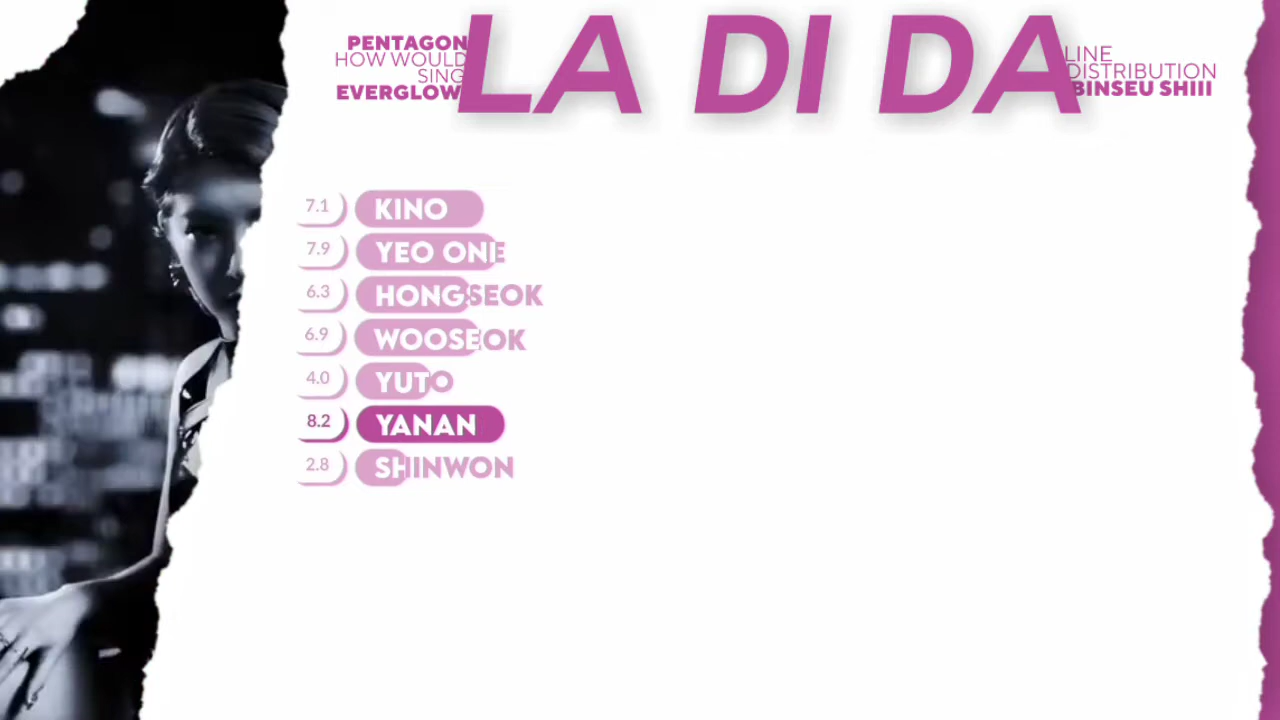 PENTAGON
HOW WOULD
SING
EVERGLOW
LA DI DA
LINE
DISTRIBUTION
BINSEU SHIII
7.1 KINO
7.9 YEO ONE
6.3 HONGSEOK
6.9 WOOSEOK
4.0 YUTO
8.2 YANAN
2.8 SHINWON